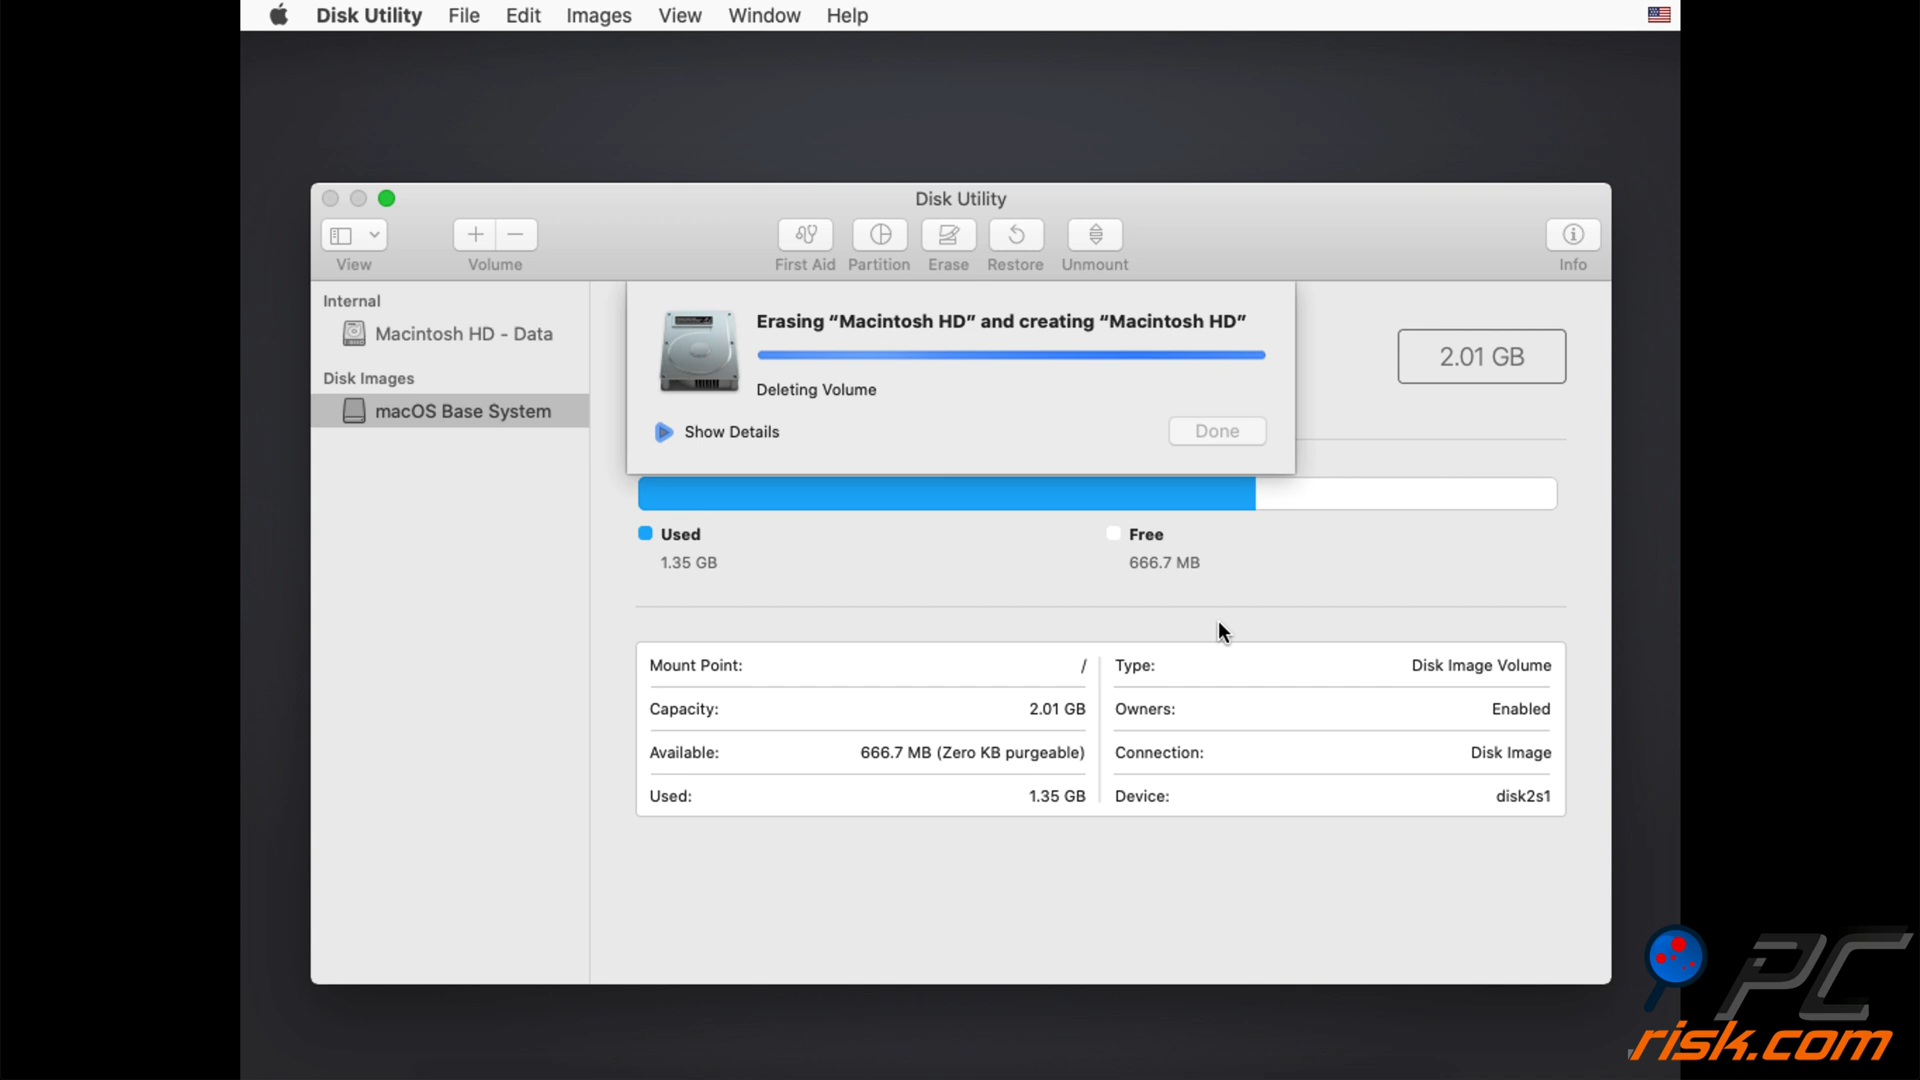 Disk Utility File Edit Images View Window Help
Disk Utility
View Volume First Aid Partition Erase Restore Unmount Info
Internal
Macintosh HD - Data
Disk Images
macOS Base System
Erasing “Macintosh HD” and creating “Macintosh HD”
Deleting Volume
Show Details
Done
2.01 GB
Used
1.35 GB
Free
666.7 MB
Mount Point: /
Capacity: 2.01 GB
Available: 666.7 MB (Zero KB purgeable)
Used: 1.35 GB
Type: Disk Image Volume
Owners: Enabled
Connection: Disk Image
Device: disk2s1
PC
risk.com